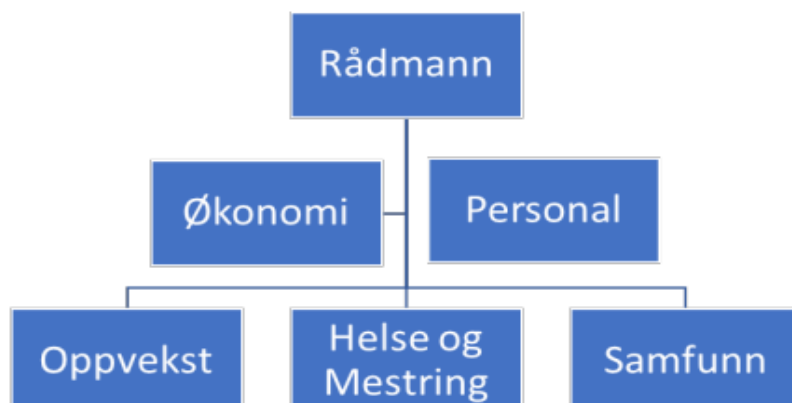 Rådmann
Økonomi
Personal
Oppvekst
Helse og
Mestring
Samfunn